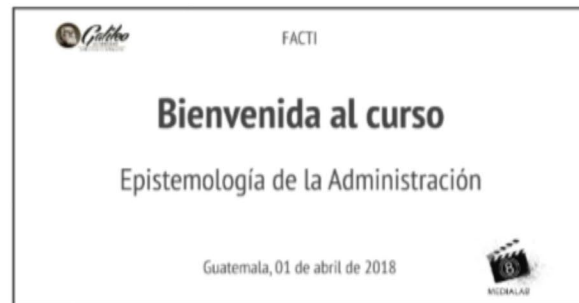 Galileo
FACTI
Bienvenida al curso
Epistemología de la Administración
Guatemala, 01 de abril de 2018
MEDIALAB